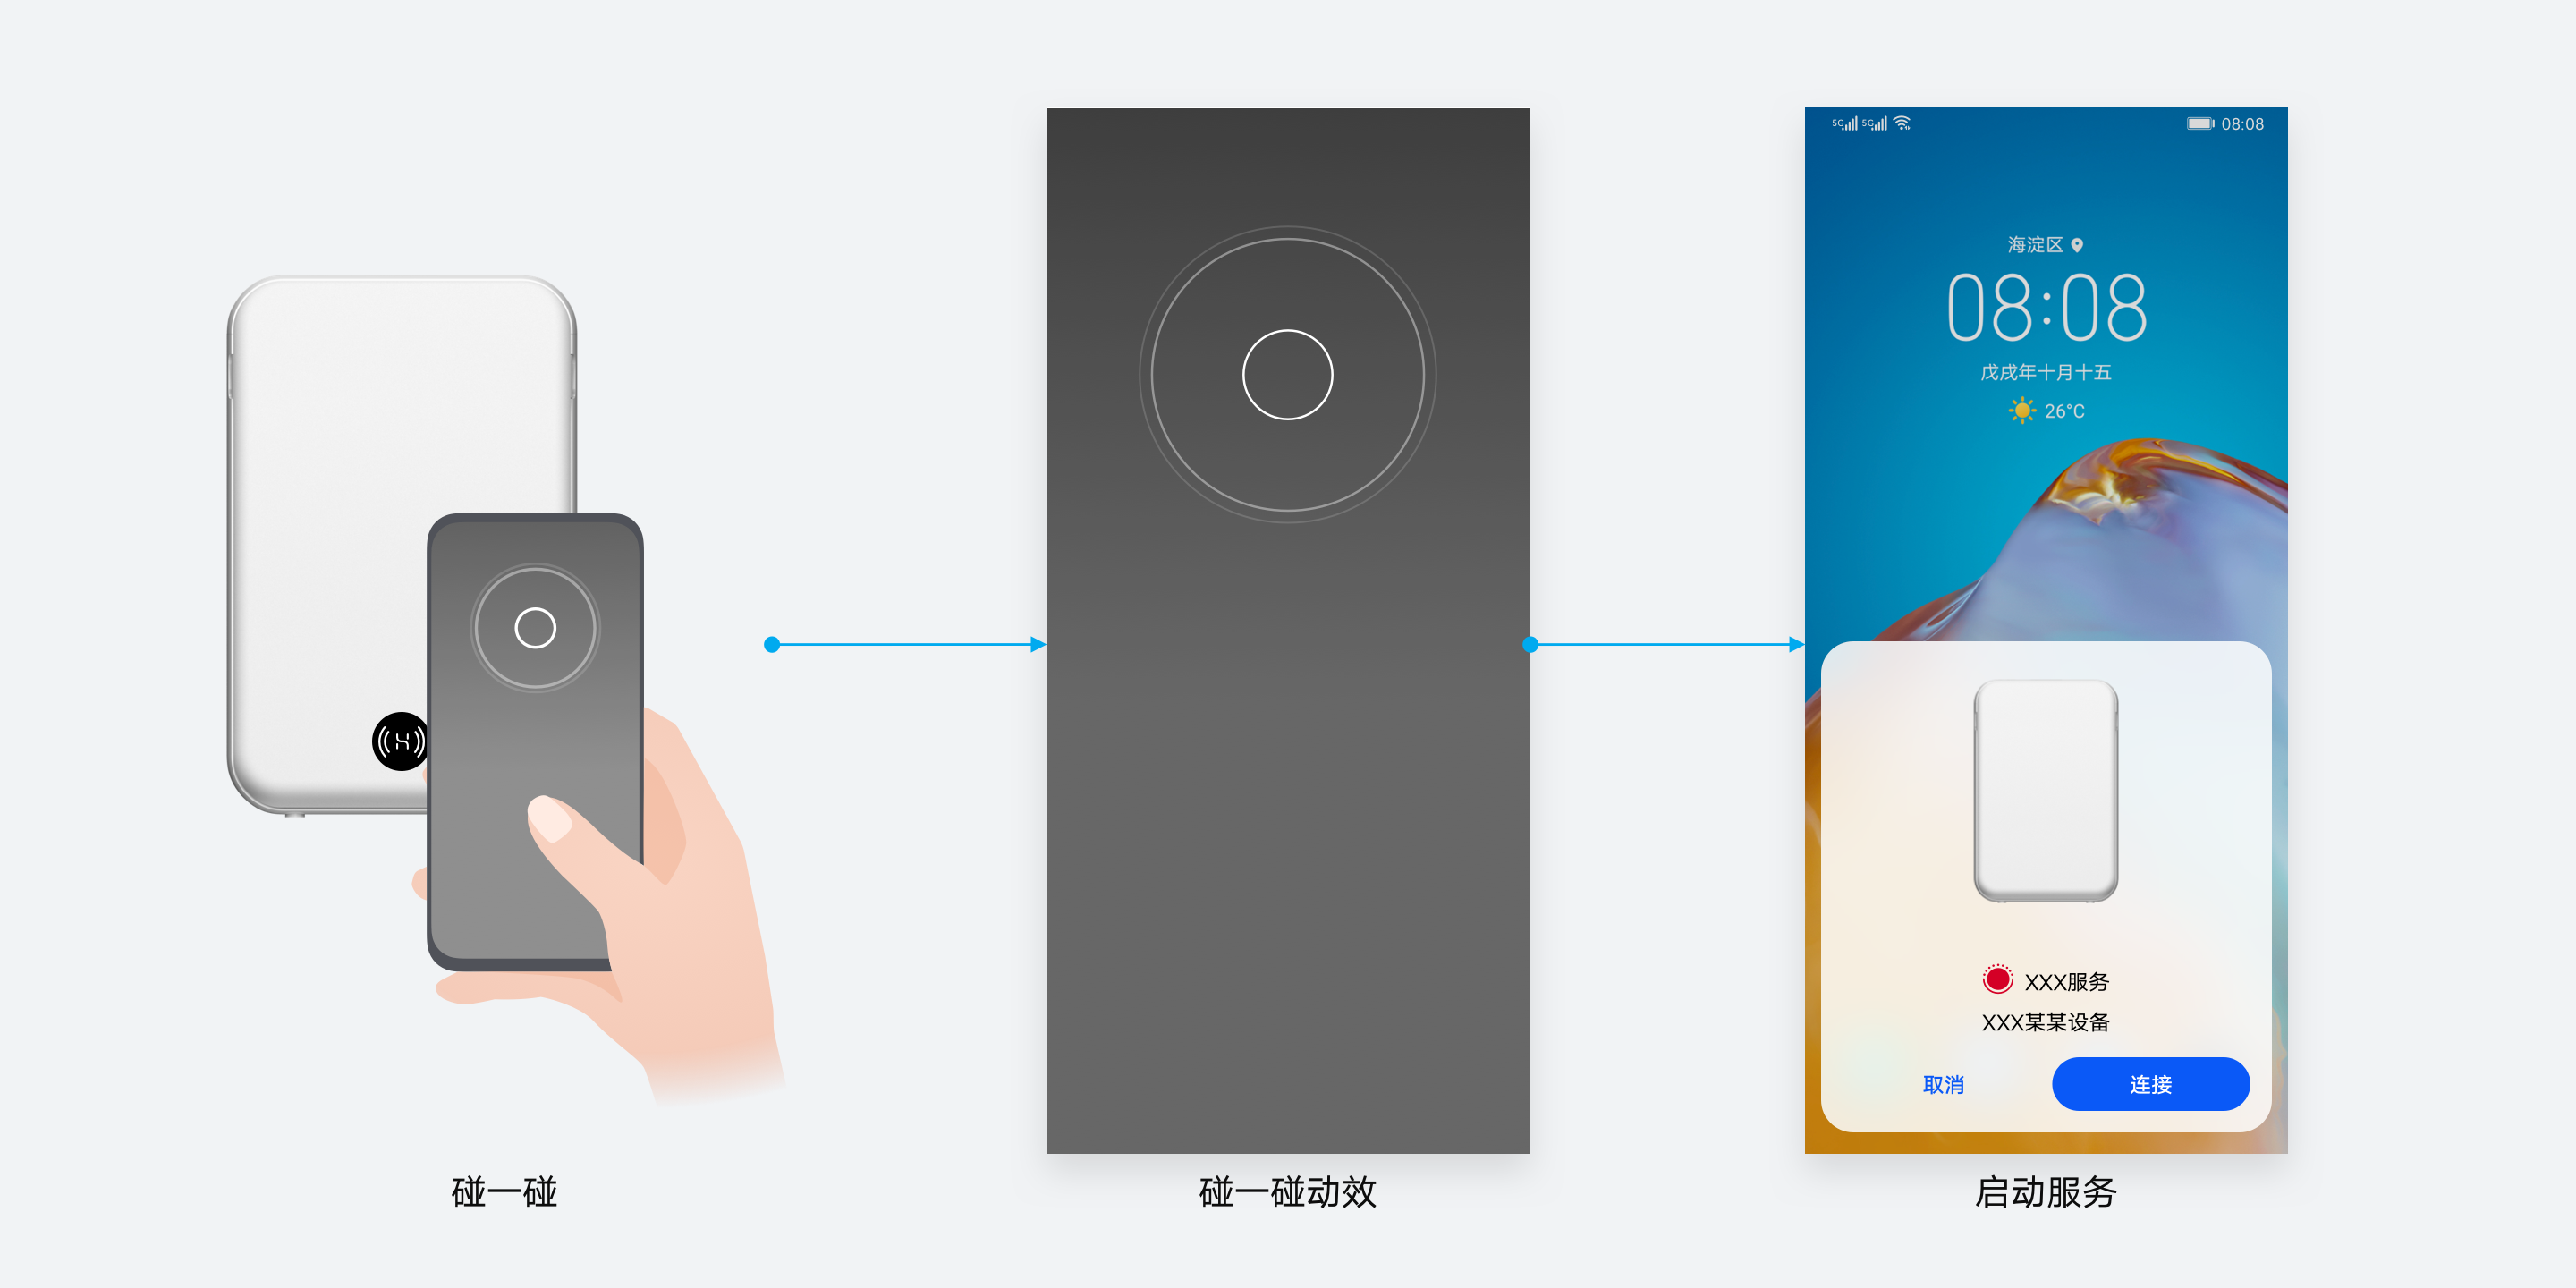 5G 5G 08:08
海淀区
08:08
戊戌年十月十五
26°C
XXX服务
XXX某某设备
取消 连接
碰一碰 碰一碰动效 启动服务